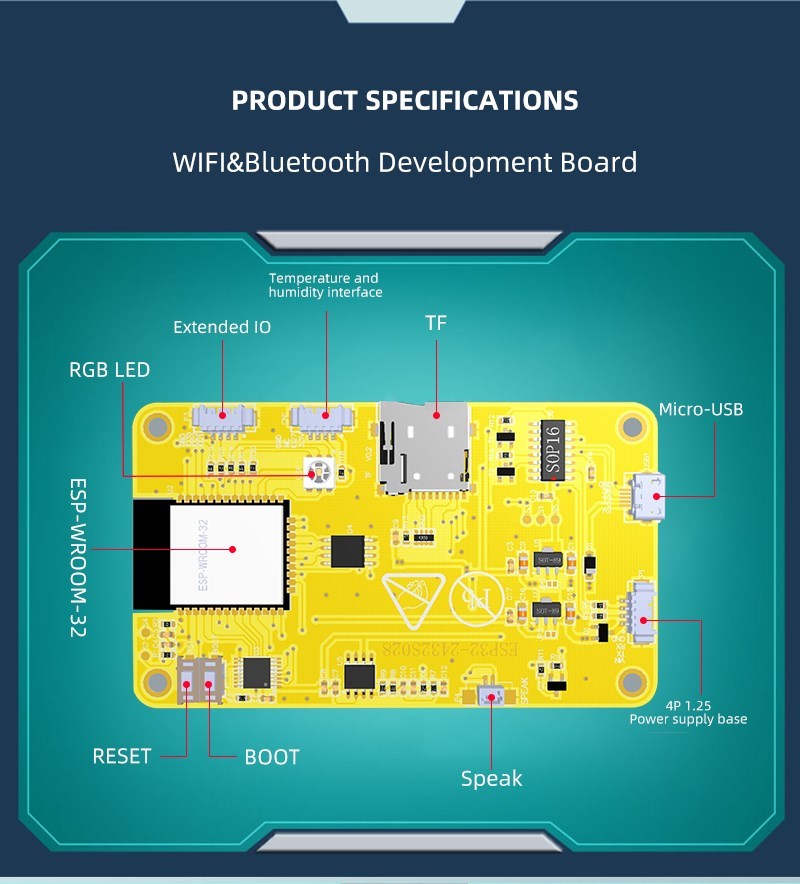 PRODUCT SPECIFICATIONS
WIFI&Bluetooth Development Board
Temperature and
humidity interface
Extended IO
TF
RGB LED
Micro-USB
SOP16
ESP-WROOM-32
ESP-WROOM-32
Pb
ESP32-2432S028
SPEAK
4P 1.25
Power supply base
RESET
BOOT
Speak